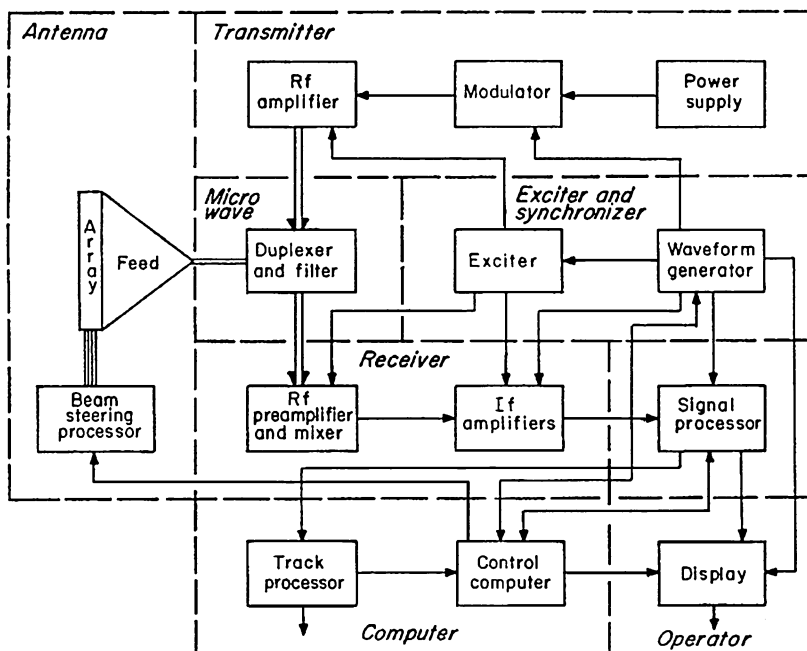 Antenna
Transmitter
Rf
amplifier
Modulator
Power
supply
Micro
wave
Exciter and
synchronizer
Array
Feed
Duplexer
and filter
Exciter
Waveform
generator
Receiver
Beam
steering
processor
Rf
preamplifier
and mixer
If
amplifiers
Signal
processor
Track
processor
Control
computer
Display
Computer
Operator